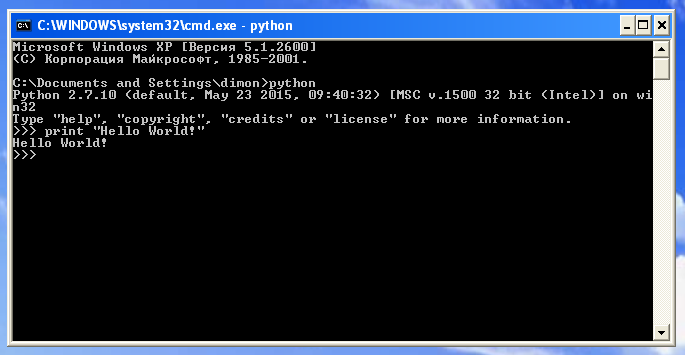 C:\WINDOWS\system32\cmd.exe - python
Microsoft Windows XP [Версия 5.1.2600]
(С) Корпорация Майкрософт, 1985-2001.
C:\Documents and Settings\dimon>python
Python 2.7.10 (default, May 23 2015, 09:40:32) [MSC v.1500 32 bit (Intel)] on wi
n32
Type "help", "copyright", "credits" or "license" for more information.
>>> print "Hello World!"
Hello World!
>>>